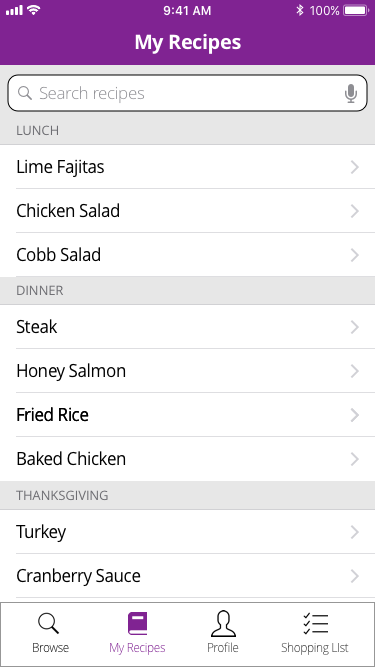 9:41 AM 100%
My Recipes
Search recipes
LUNCH
Lime Fajitas
Chicken Salad
Cobb Salad
DINNER
Steak
Honey Salmon
Fried Rice
Baked Chicken
THANKSGIVING
Turkey
Cranberry Sauce
Browse My Recipes Profile Shopping List